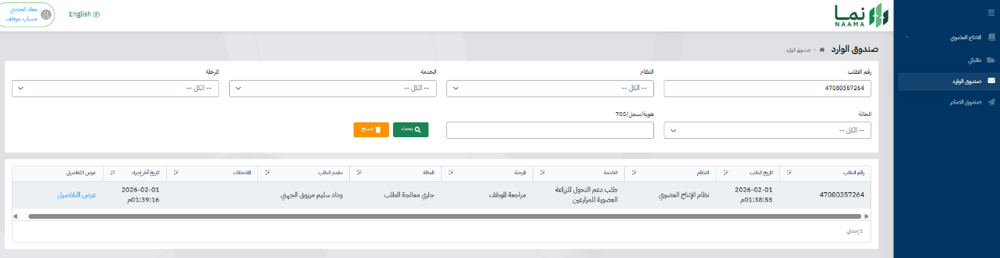 معاذ الجندي
حساب موظف
English
نما
NAAMA
الانتاج العضوي
طلباتي
صندوق الوارد
صندوق الصادر
صندوق الوارد - صندوق الوارد
رقم الطلب
47080357264
النظام
-- الكل --
الخدمة
-- الكل --
المرحلة
-- الكل --
الحالة
-- الكل --
هوية/سجل/700
بحث
مسح
رقم الطلب تاريخ الطلب النظام الخدمة المرحلة الحالة مقدم الطلب الملاحظات تاريخ آخر إجراء عرض التفاصيل
47080357264
2026-02-01
01:38:55م
نظام الإنتاج العضوي
طلب دعم التحول للزراعة
العضوية للمزارعين
مراجعة الموظف
جاري معالجة الطلب
وداد سليم مرزوق الجهني
2026-02-01
01:39:16م
عرض التفاصيل
1 إجمالي